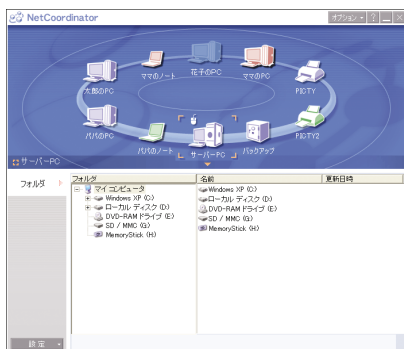 NetCoordinator
オプション ?
ママのノート 花子のPC ママのPC
太郎のPC PICTY
パパのPC PICTY2
パパのノート サーバーPC バックアップ
サーバーPC
フォルダ
フォルダ 名前 更新日時
マイ コンピュータ
Windows XP (C:)
ローカル ディスク (D:)
DVD-RAM ドライブ (E:)
SD / MMC (G:)
MemoryStick (H:)
Windows XP (C:)
ローカル ディスク (D:)
DVD-RAM ドライブ (E:)
SD / MMC (G:)
MemoryStick (H:)
設定